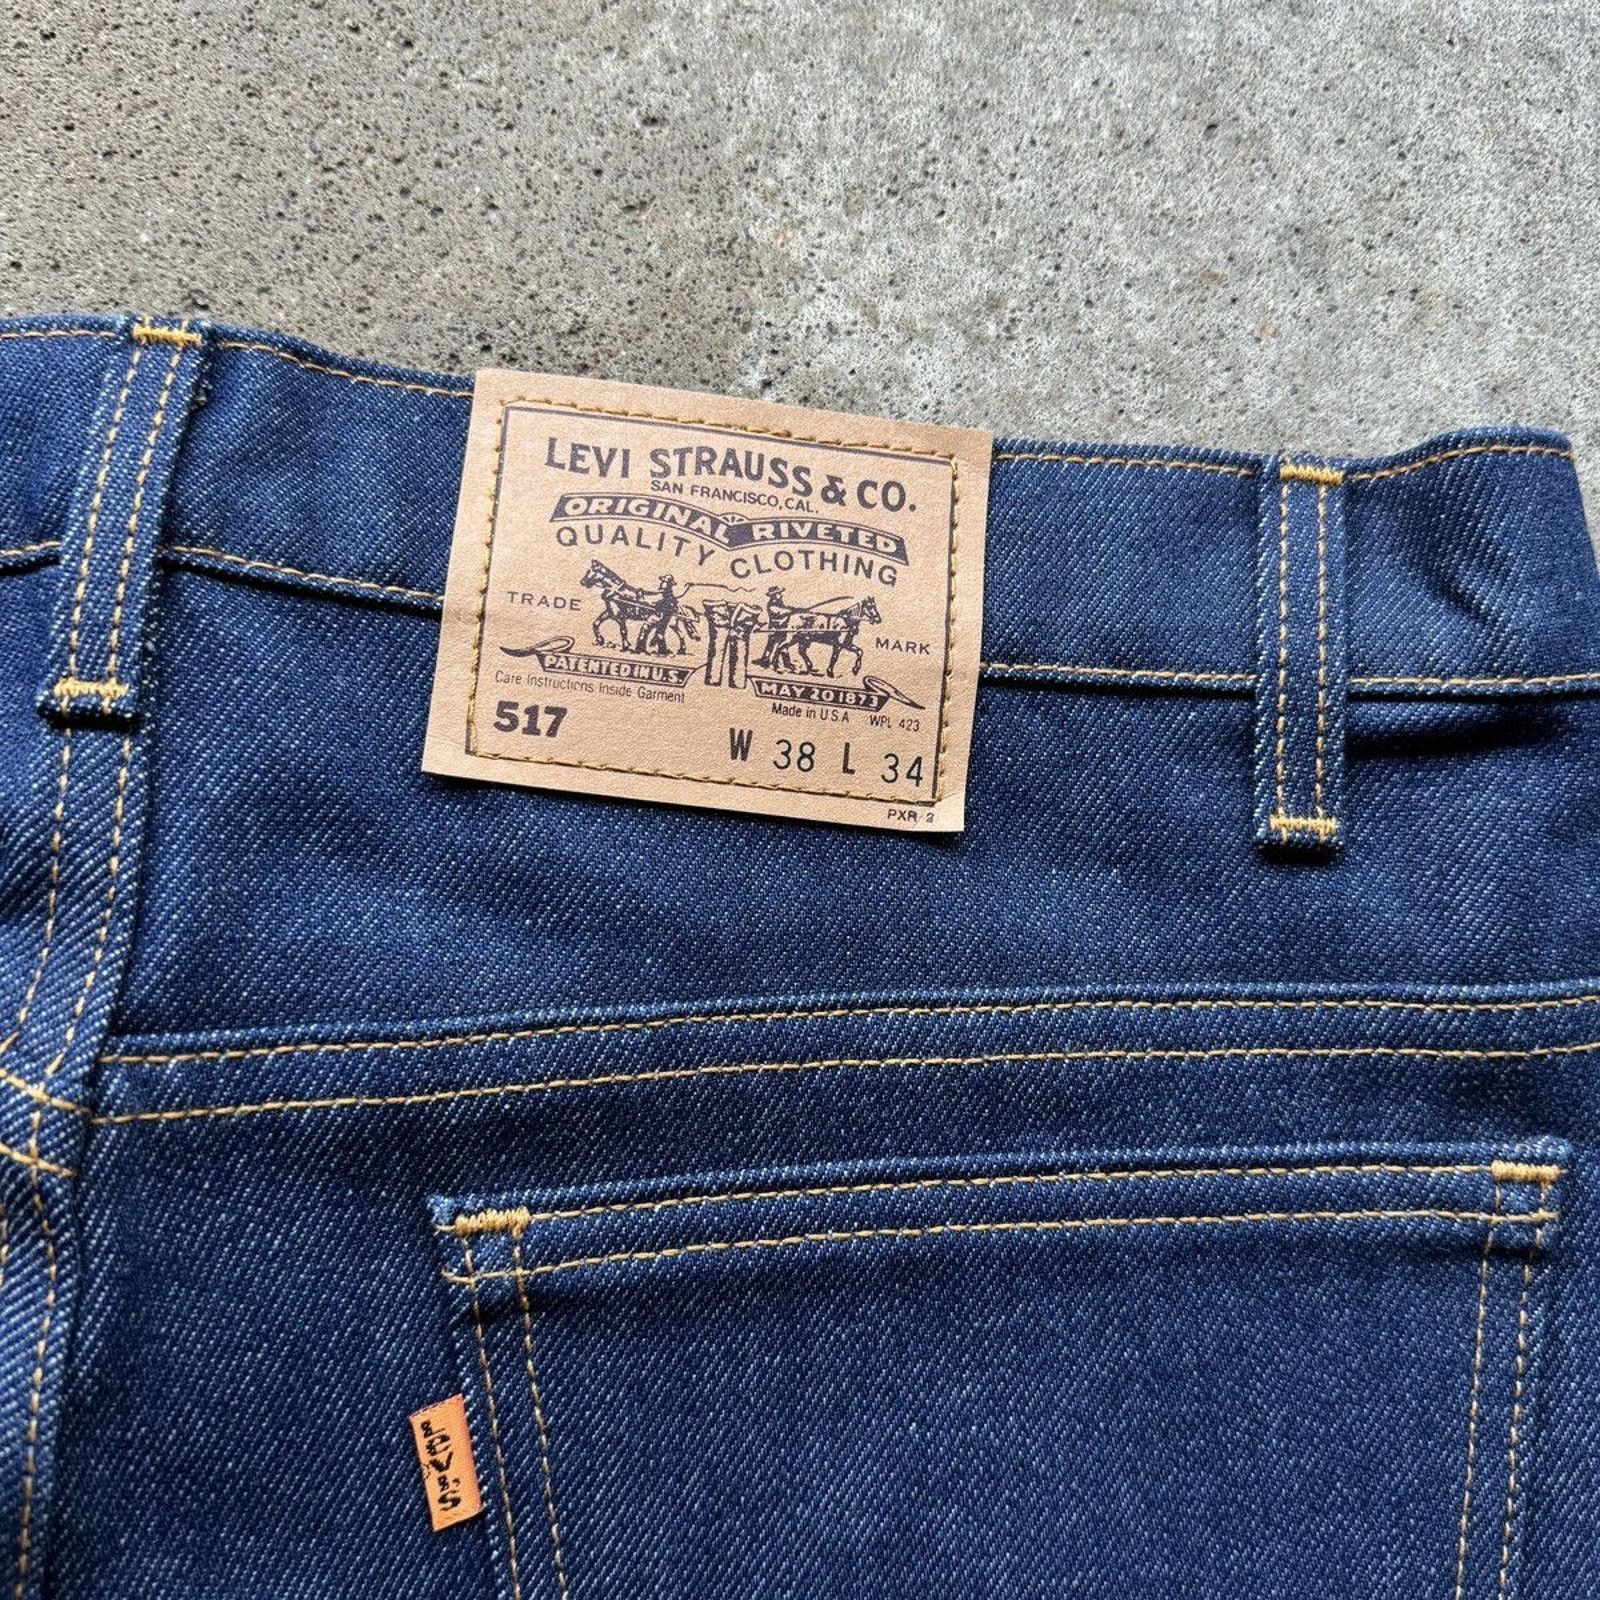 LEVI STRAUSS & CO.
SAN FRANCISCO, CAL.
ORIGINAL RIVETED
QUALITY CLOTHING
TRADE MARK
PATENTED IN U.S. MAY 20 1873
Care Instructions Inside Garment
Made in U.S.A WPL 423
517
W 38 L 34
PXR 2
LEVI'S